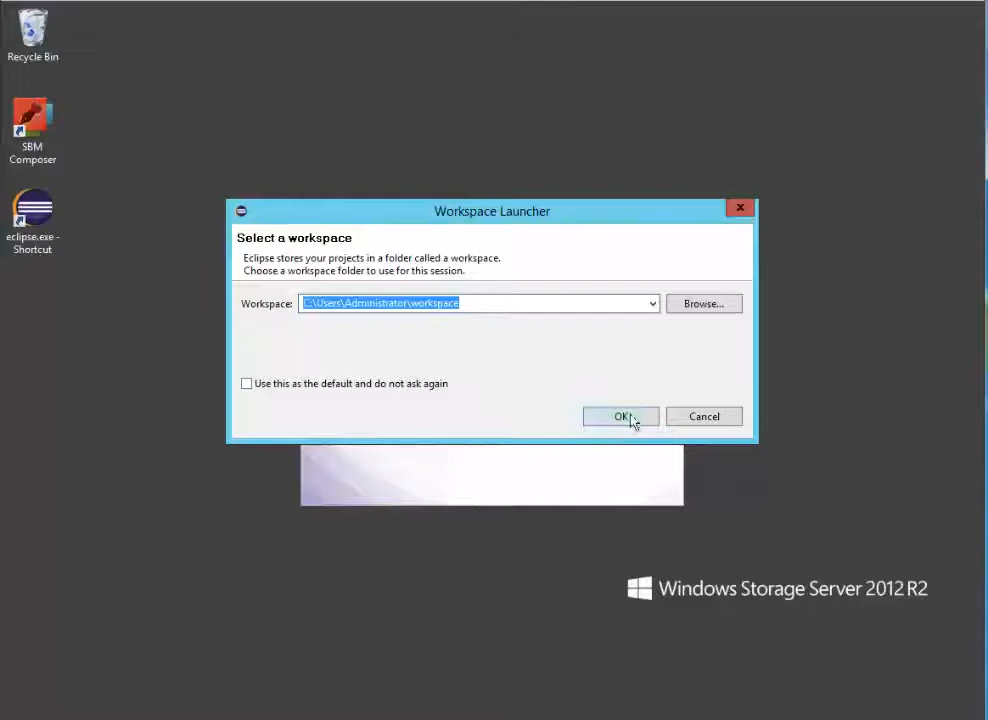 Recycle Bin
SBM
Composer
eclipse.exe -
Shortcut
Workspace Launcher
Select a workspace
Eclipse stores your projects in a folder called a workspace.
Choose a workspace folder to use for this session.
Workspace: C:\Users\Administrator\workspace Browse...
Use this as the default and do not ask again
OK Cancel
Windows Storage Server 2012 R2